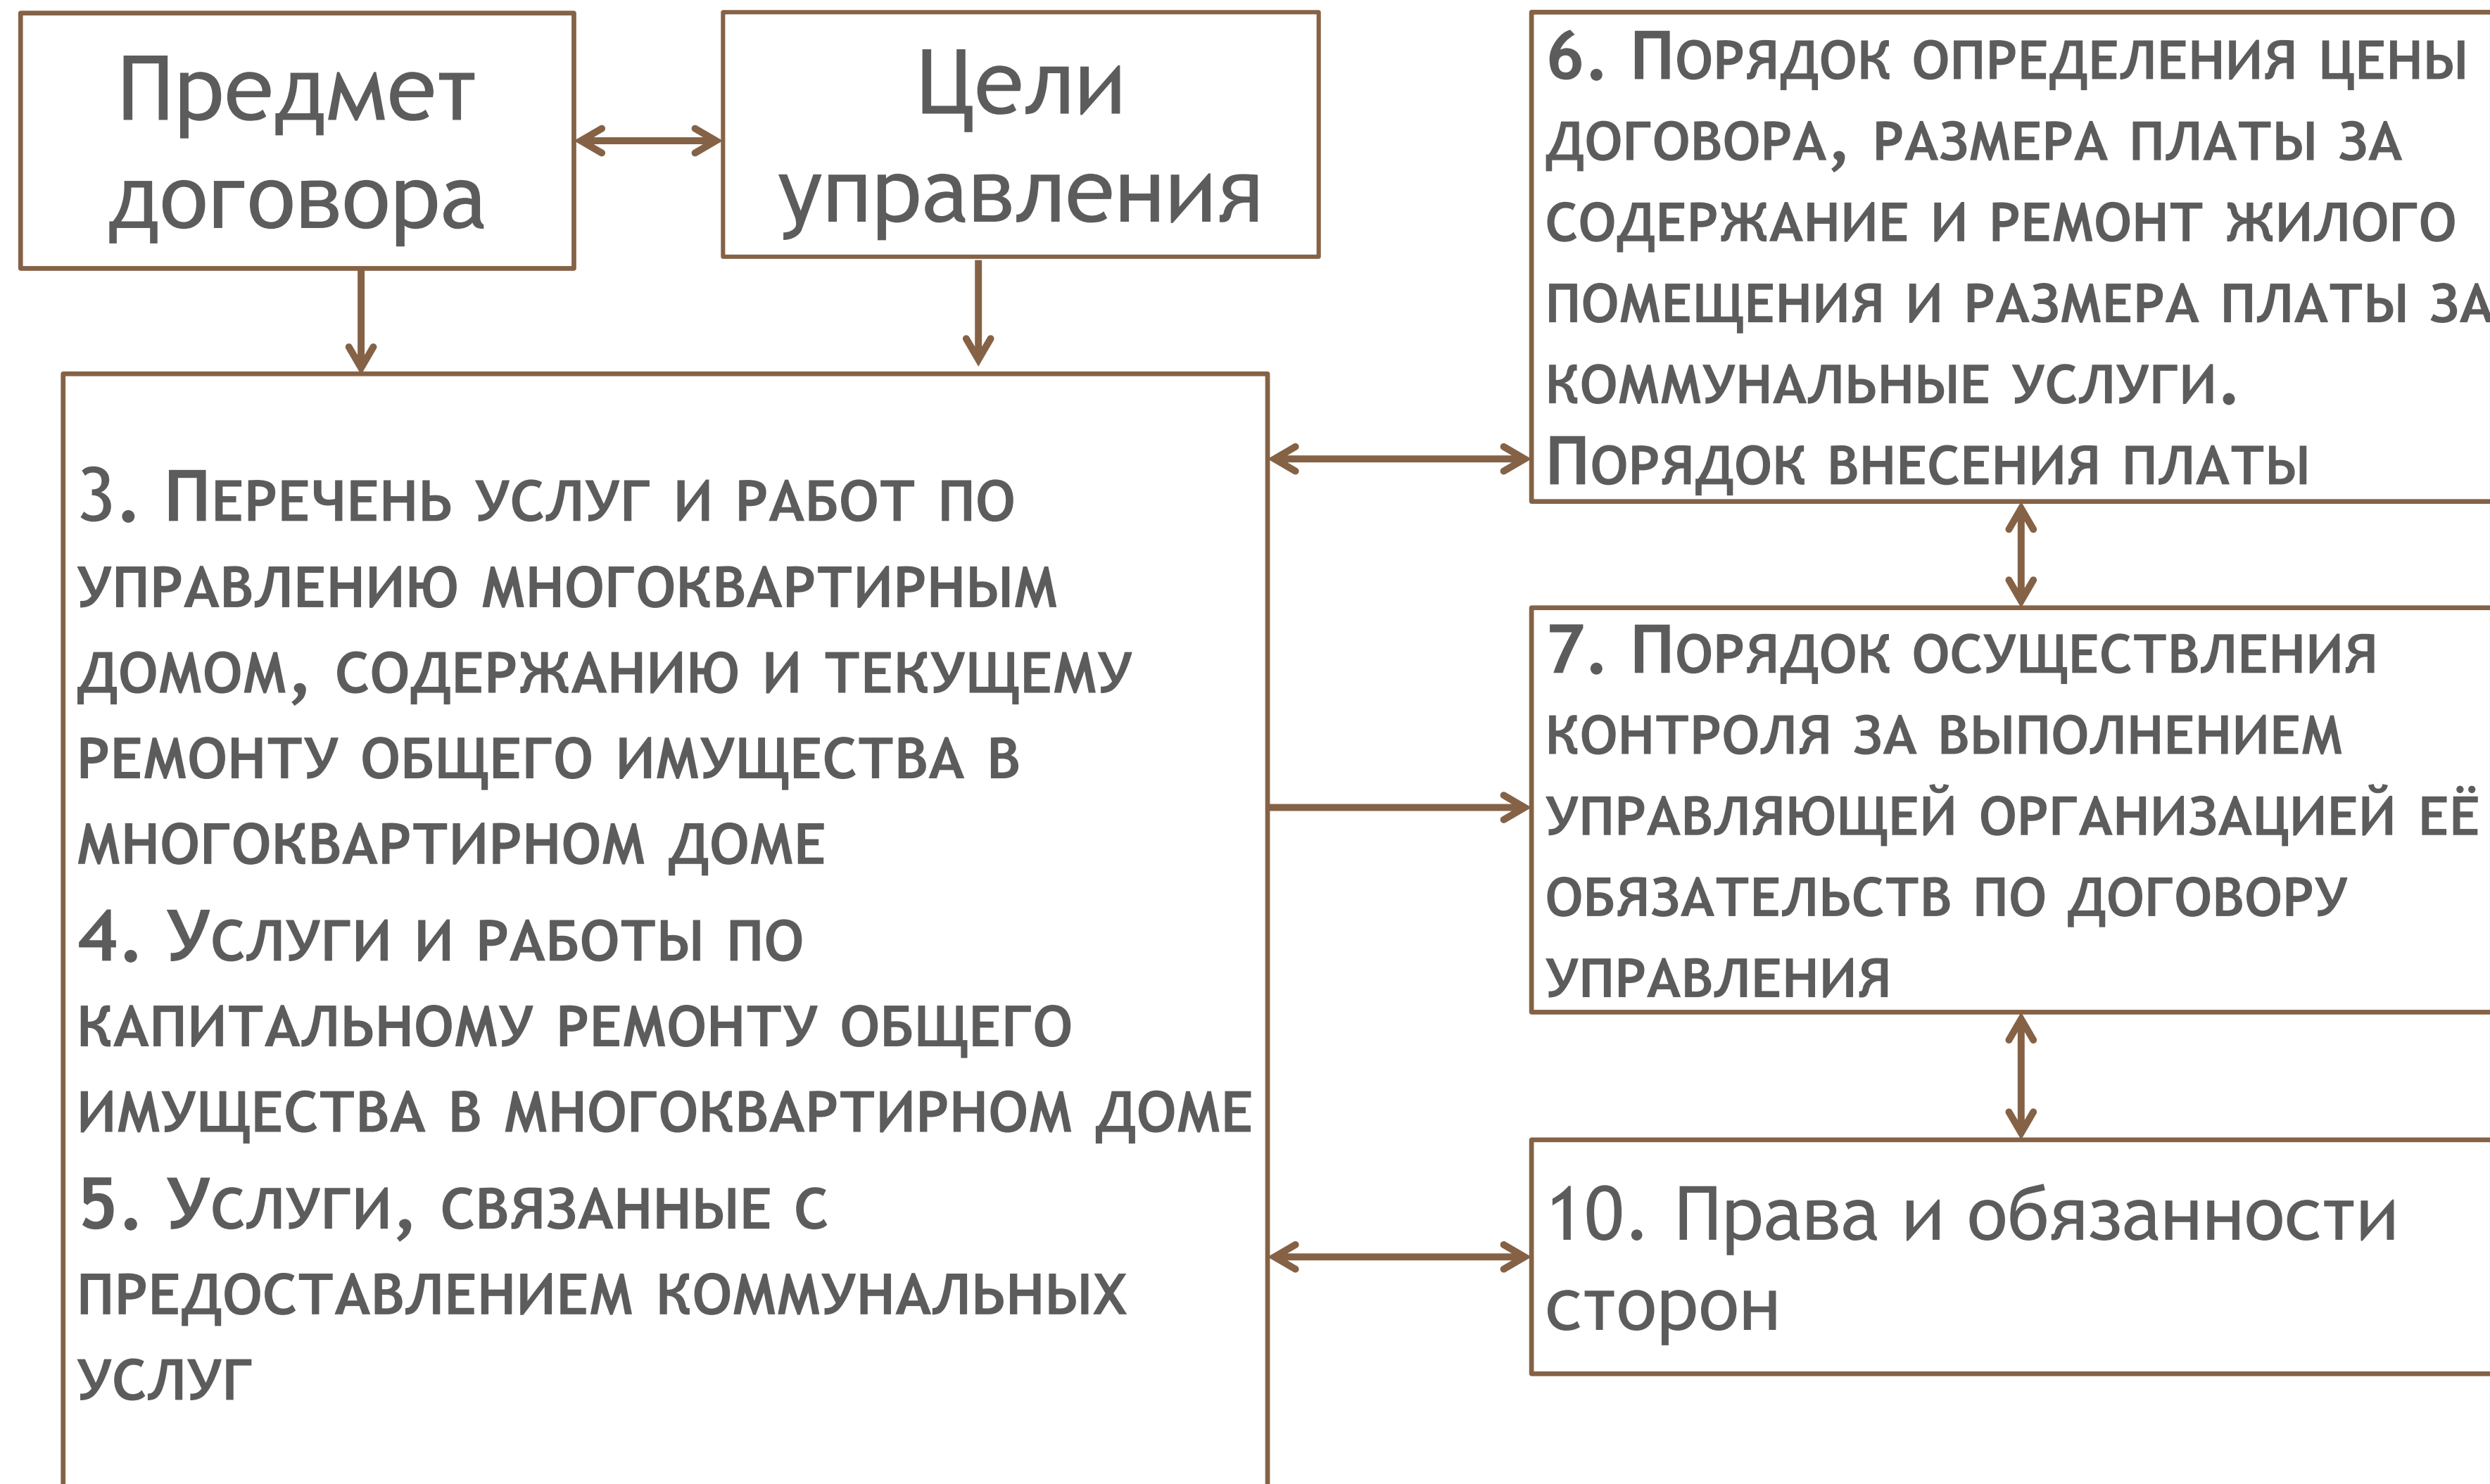 Предмет
договора
Цели
управления
3. Перечень услуг и работ по
управлению многоквартирным
домом, содержанию и текущему
ремонту общего имущества в
многоквартирном доме
4. Услуги и работы по
капитальному ремонту общего
имущества в многоквартирном доме
5. Услуги, связанные с
предоставлением коммунальных
услуг
6. Порядок определения цены
договора, размера платы за
содержание и ремонт жилого
помещения и размера платы за
коммунальные услуги.
Порядок внесения платы
7. Порядок осуществления
контроля за выполнением
управляющей организацией её
обязательств по договору
управления
10. Права и обязанности
сторон